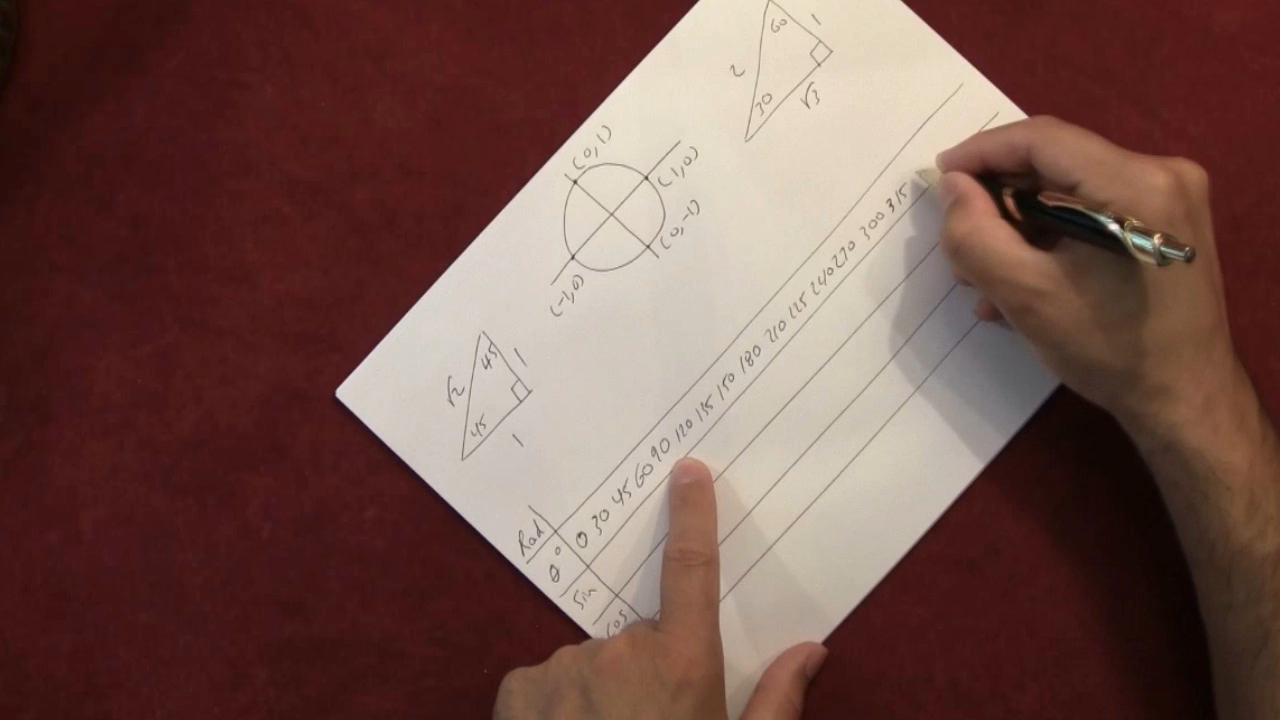 √2 45 1
45 1
(0,1)
(1,0)
(-1,0)
(0,-1)
2 60 1
30 √3
Rad
θ° 0 30 45 60 90 120 135 150 180 210 225 240 270 300 315
Sin
Cos